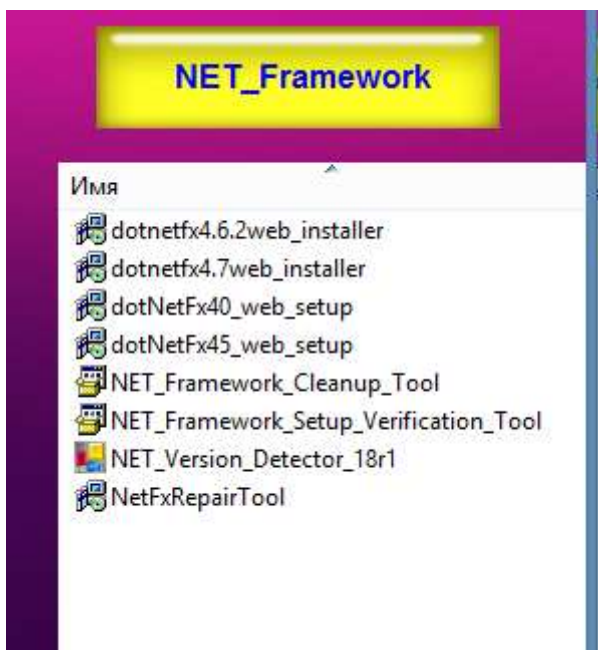 NET_Framework
Имя
dotnetfx4.6.2web_installer
dotnetfx4.7web_installer
dotNetFx40_web_setup
dotNetFx45_web_setup
NET_Framework_Cleanup_Tool
NET_Framework_Setup_Verification_Tool
NET_Version_Detector_18r1
NetFxRepairTool